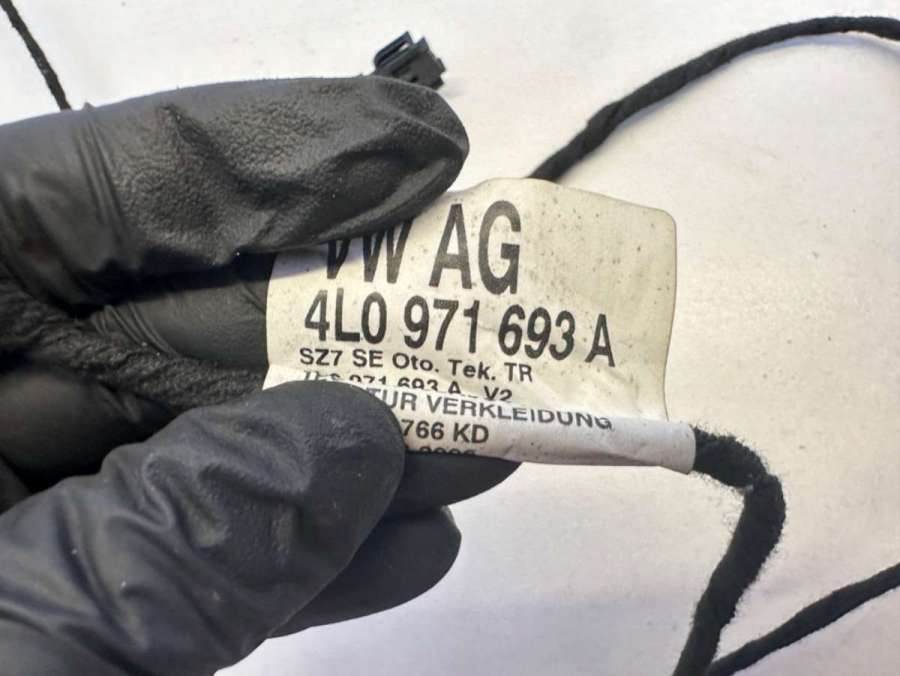 VW AG
4L0 971 693 A
SZ7 SE Oto. Tek. TR
971 693 A V2
VERKLEIDUNG
766 KD